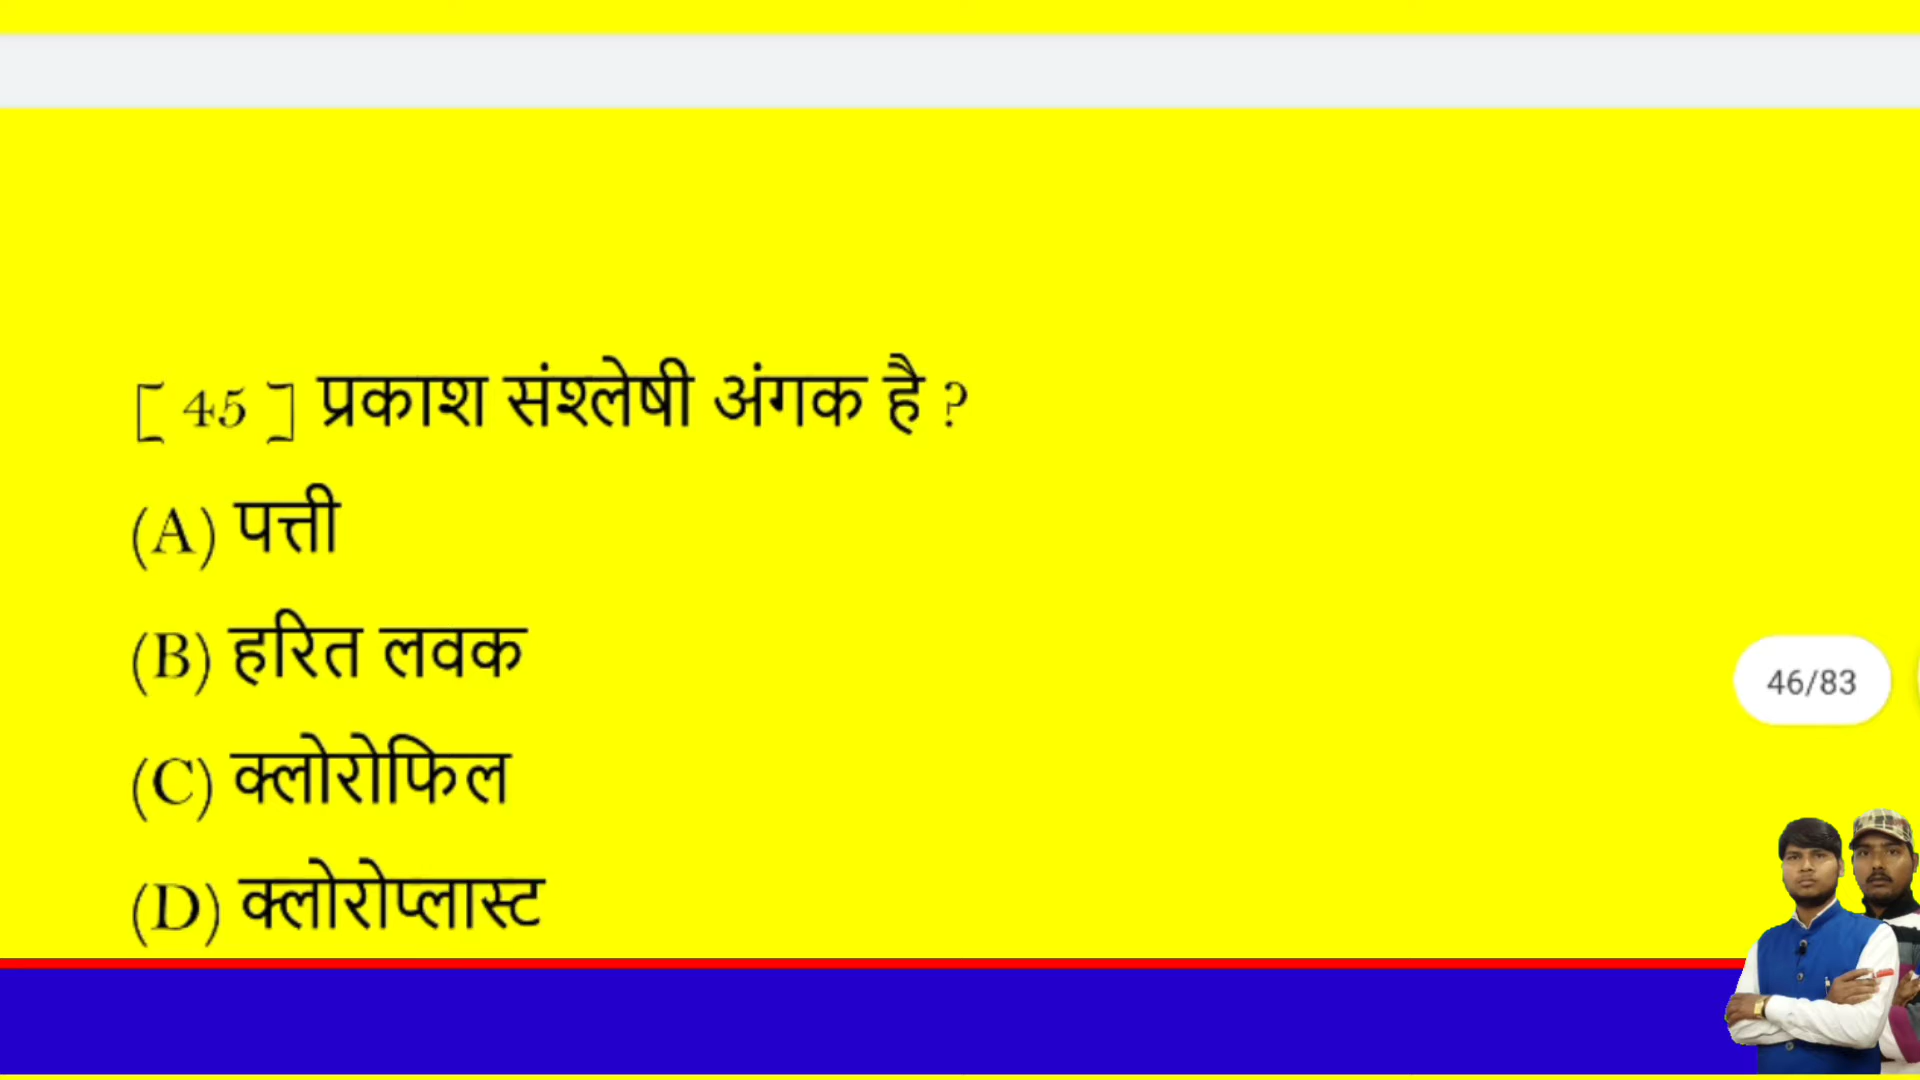 [ 45 ] प्रकाश संश्लेषी अंगक है ?
(A) पत्ती
(B) हरित लवक
(C) क्लोरोफिल
(D) क्लोरोप्लास्ट
46/83